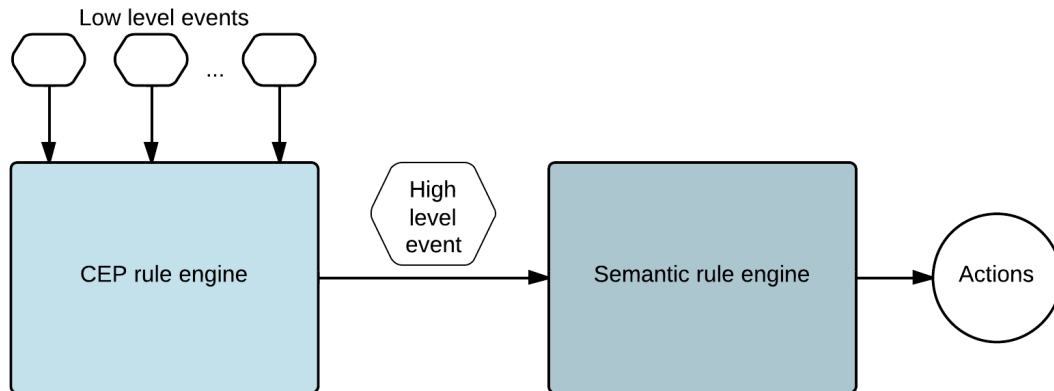 Low level events
...
High
level
event
CEP rule engine
Semantic rule engine
Actions